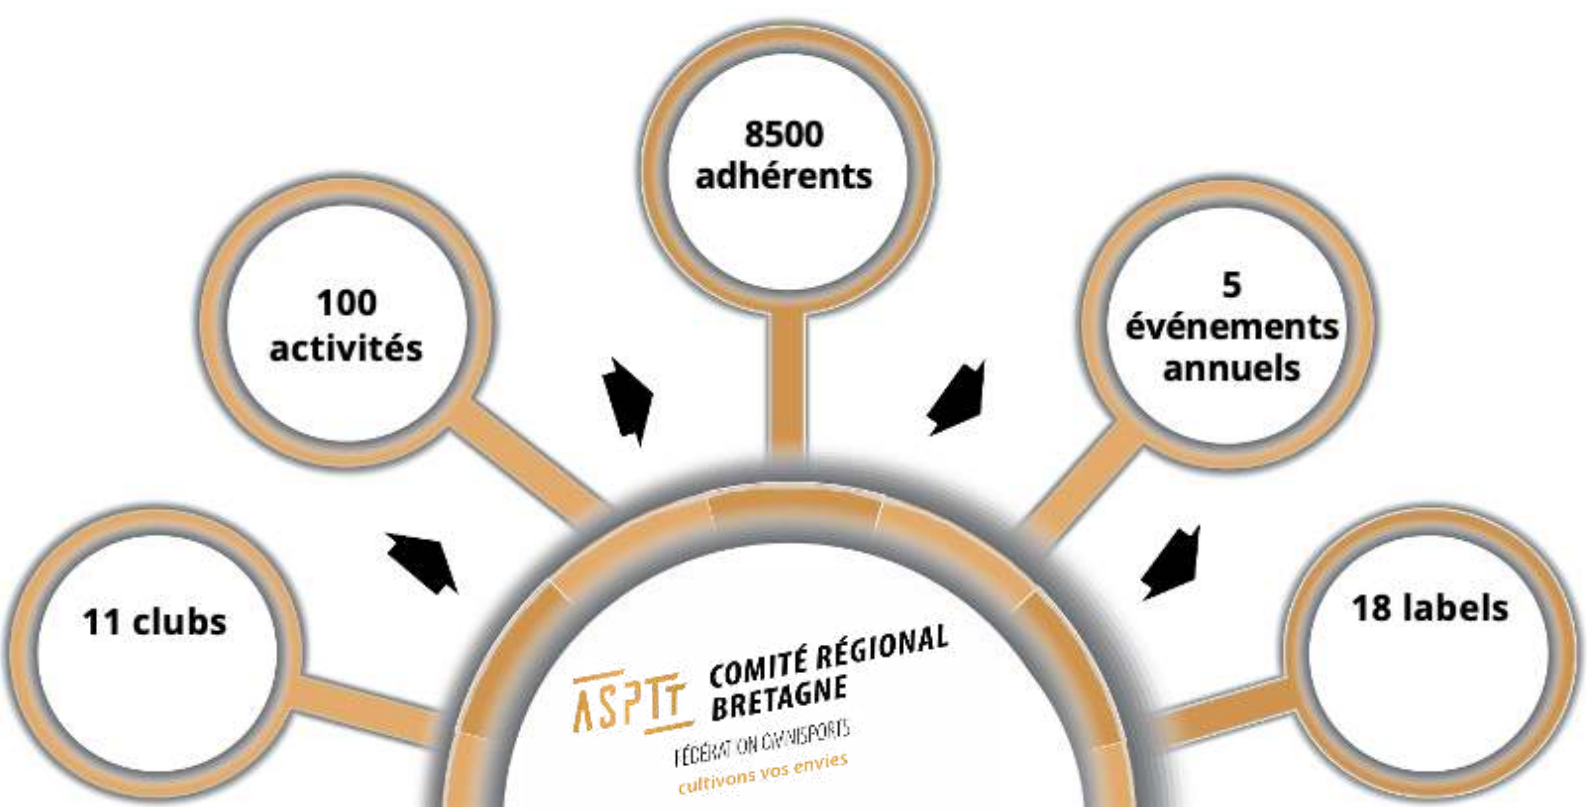 8500
adhérents
100
activités
5
événements
annuels
11 clubs
18 labels
ASPTT
COMITÉ RÉGIONAL
BRETAGNE
FÉDÉRATION OMNISPORTS
cultivons vos envies